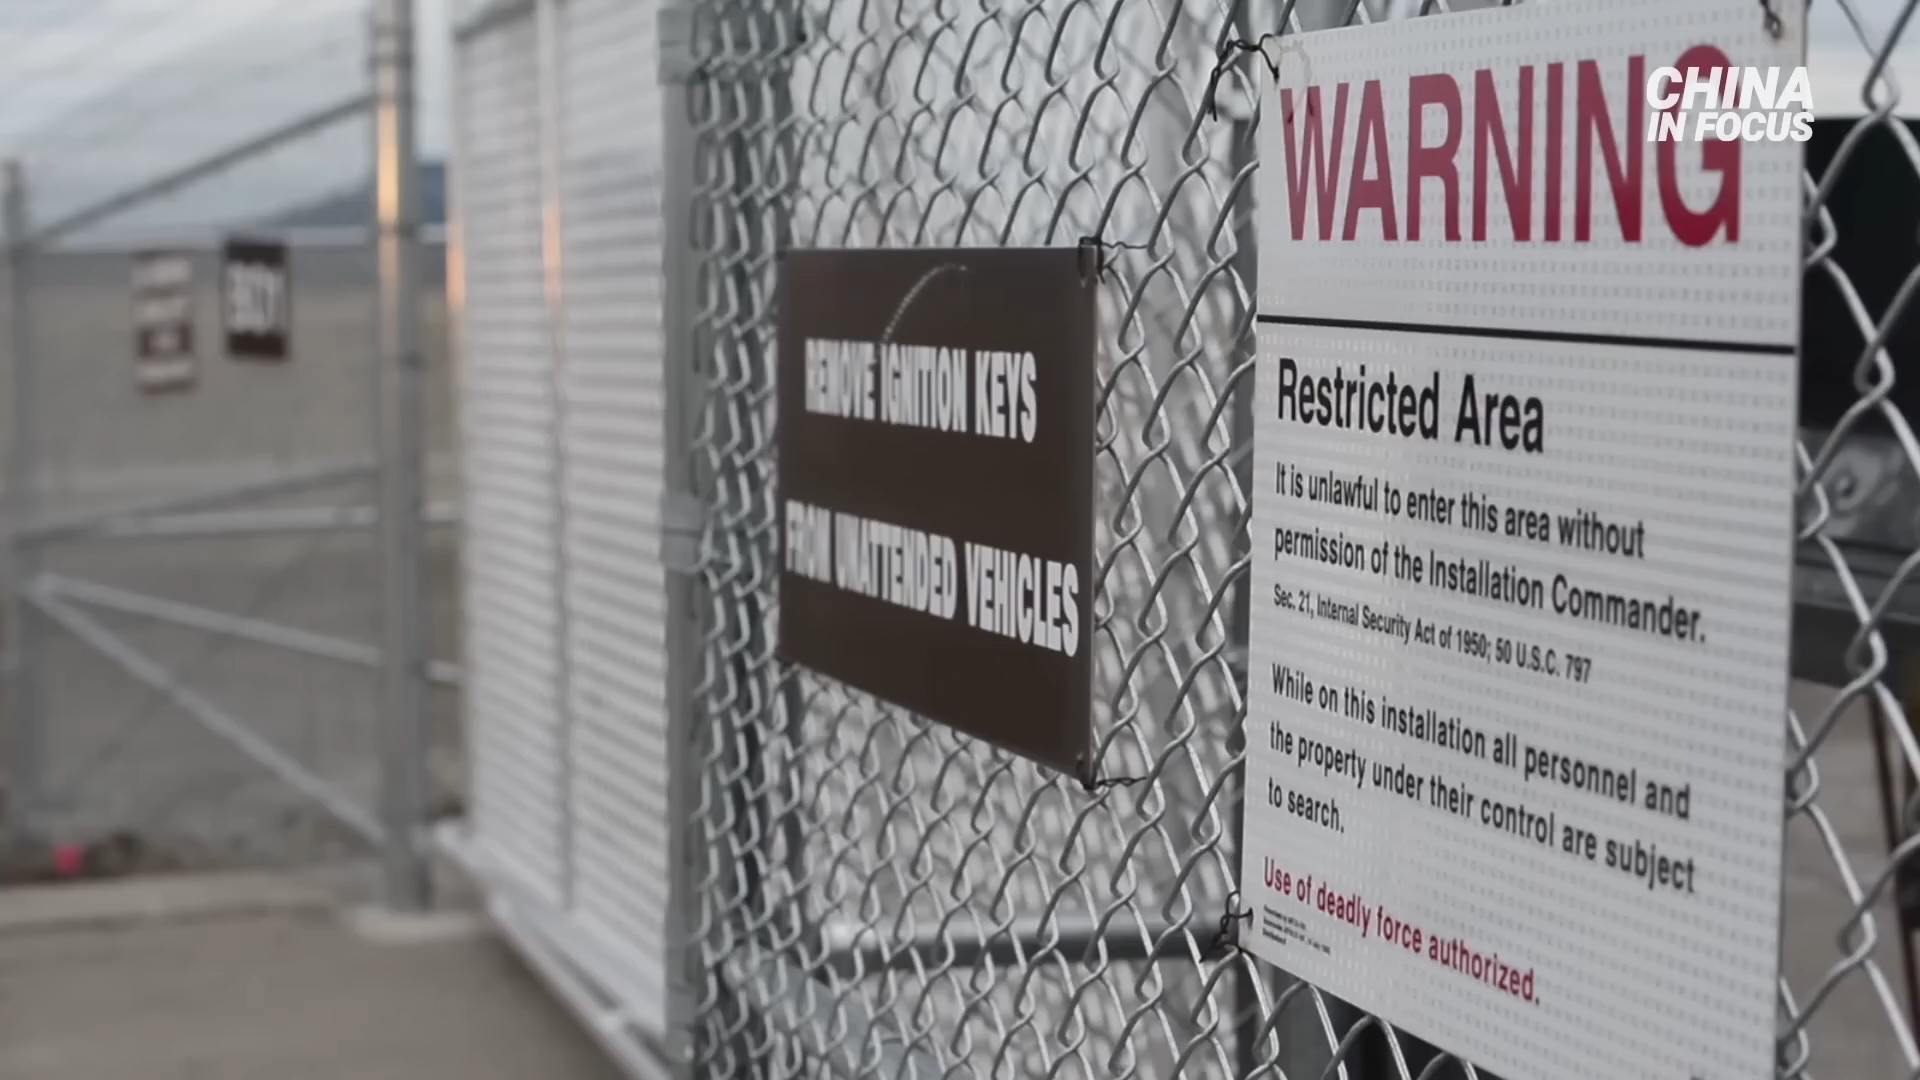 CHINA
IN FOCUS
WARNING
Restricted Area
It is unlawful to enter this area without
permission of the Installation Commander.
Sec. 21, Internal Security Act of 1950; 50 U.S.C. 797
While on this installation all personnel and
the property under their control are subject
to search.
Use of deadly force authorized.
REMOVE IGNITION KEYS
FROM UNATTENDED VEHICLES